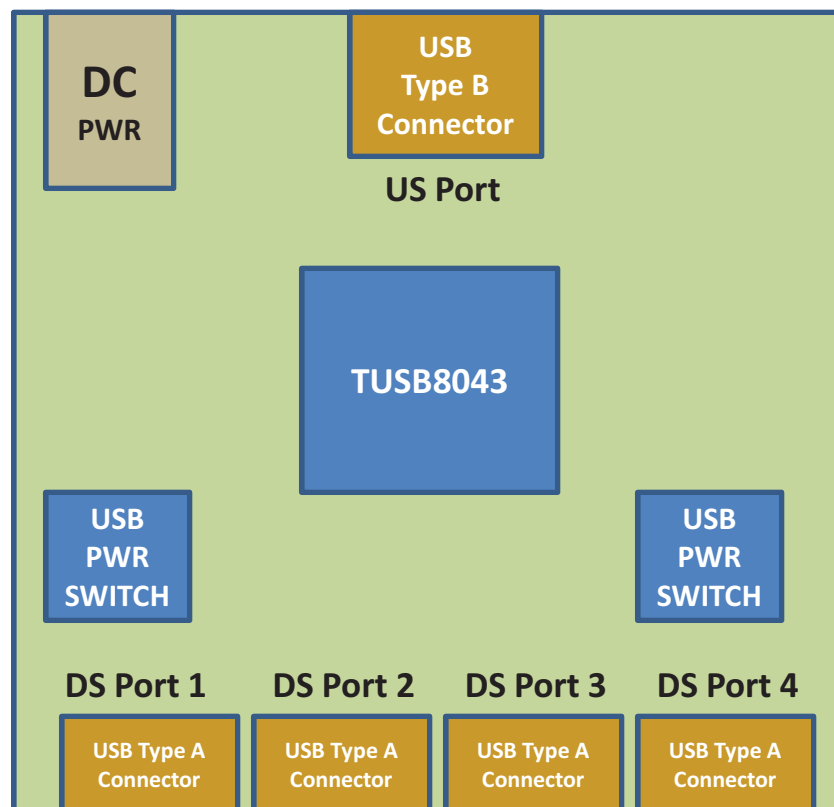 DC
PWR
USB
Type B
Connector
US Port
TUSB8043
USB
PWR
SWITCH
USB
PWR
SWITCH
DS Port 1
DS Port 2
DS Port 3
DS Port 4
USB Type A
Connector
USB Type A
Connector
USB Type A
Connector
USB Type A
Connector